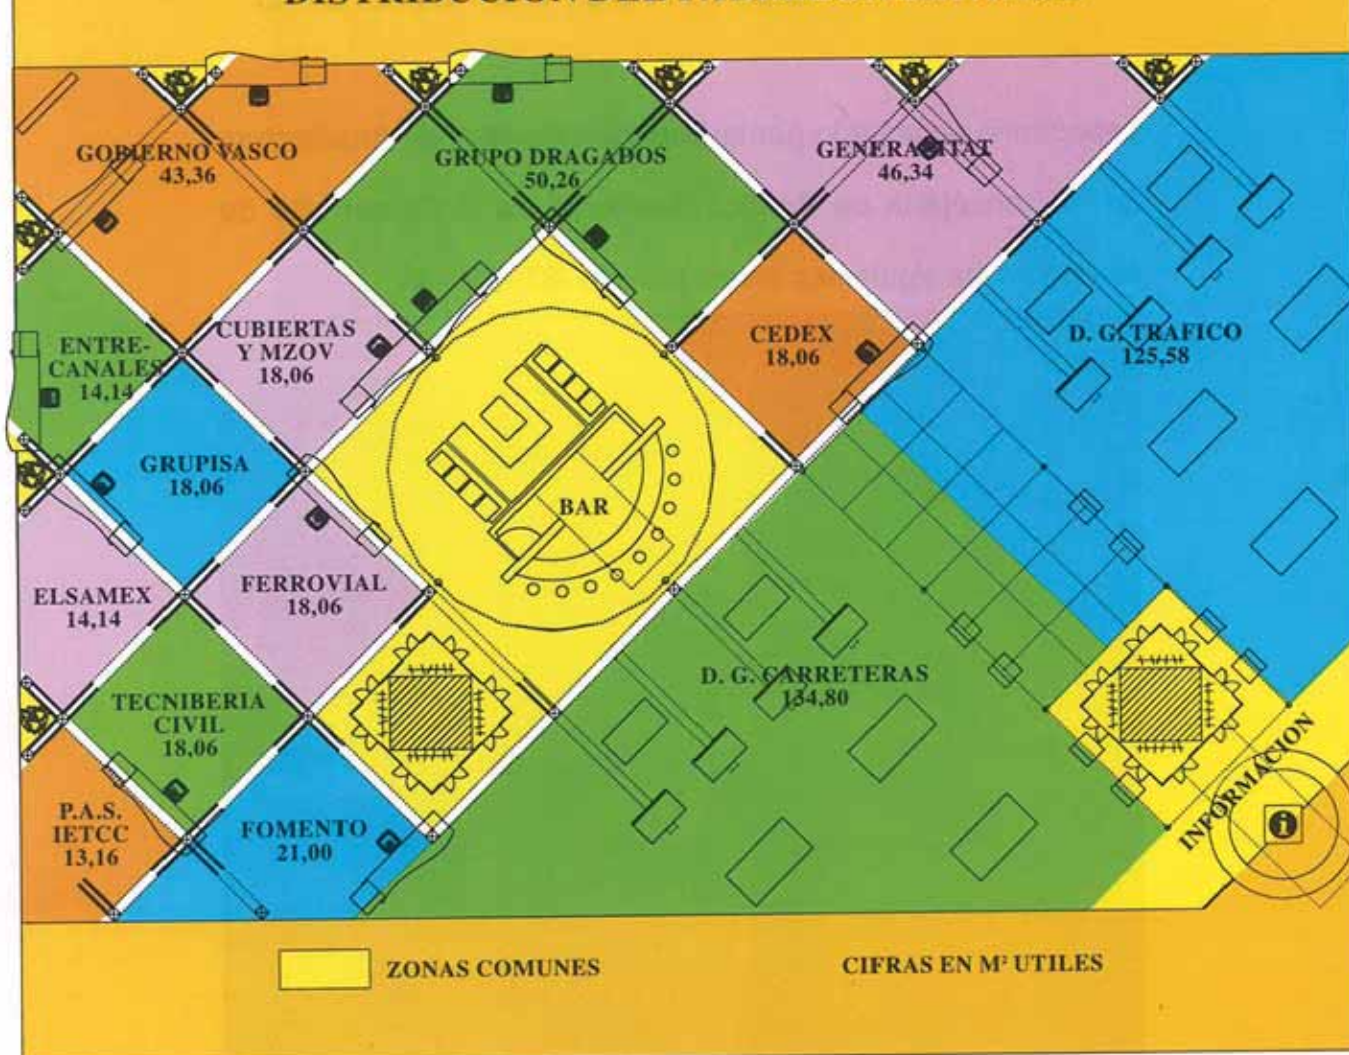 GOBIERNO VASCO
43,36
GRUPO DRAGADOS
50,26
GENERALITAT
46,34
ENTRE-
CANALES
14,14
CUBIERTAS
Y MZOV
18,06
CEDEX
18,06
D. G. TRAFICO
125,58
GRUPISA
18,06
BAR
ELSAMEX
14,14
FERROVIAL
18,06
TECNIBERIA
CIVIL
18,06
D. G. CARRETERAS
134,80
P.A.S.
IETCC
13,16
FOMENTO
21,00
INFORMACION
i
ZONAS COMUNES
CIFRAS EN M² UTILES